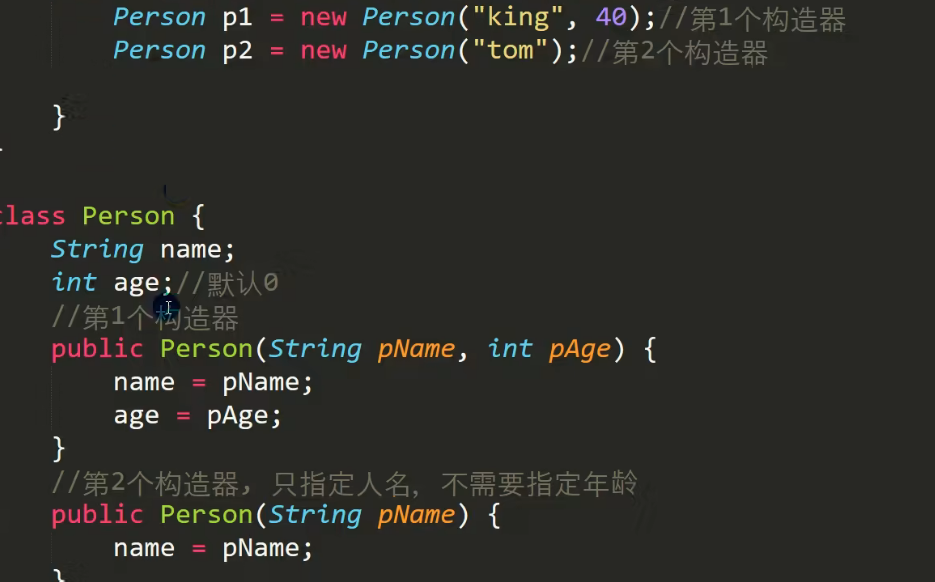 Person p1 = new Person("king", 40);//第1个构造器
Person p2 = new Person("tom");//第2个构造器
}
class Person {
String name;
int age;//默认0
//第1个构造器
public Person(String pName, int pAge) {
name = pName;
age = pAge;
}
//第2个构造器, 只指定人名, 不需要指定年龄
public Person(String pName) {
name = pName;
}